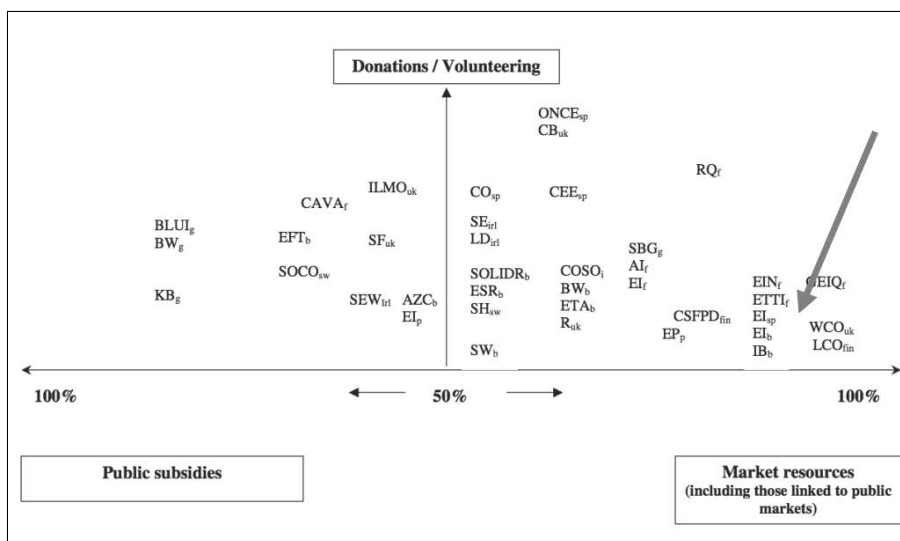 Donations / Volunteering
ONCEsp
CBuk
RQf
ILMOuk
COsp
CEEsp
CAVAf
BLUIg
BWg
EFTb
SFuk
SEirl
LDirl
SBGg
AIf
EIf
SOCOsw
SOLIDRb
ESRb
SHsw
COSOi
BWb
ETAb
Ruk
KBg
SEWIrl
AZCb
EIp
CSFPDfin
EPp
EINf
ETTIf
EIsp
EIb
IBb
GEIQf
WCOuk
LCOfin
SWb
100%
50%
100%
Public subsidies
Market resources
(including those linked to public
markets)